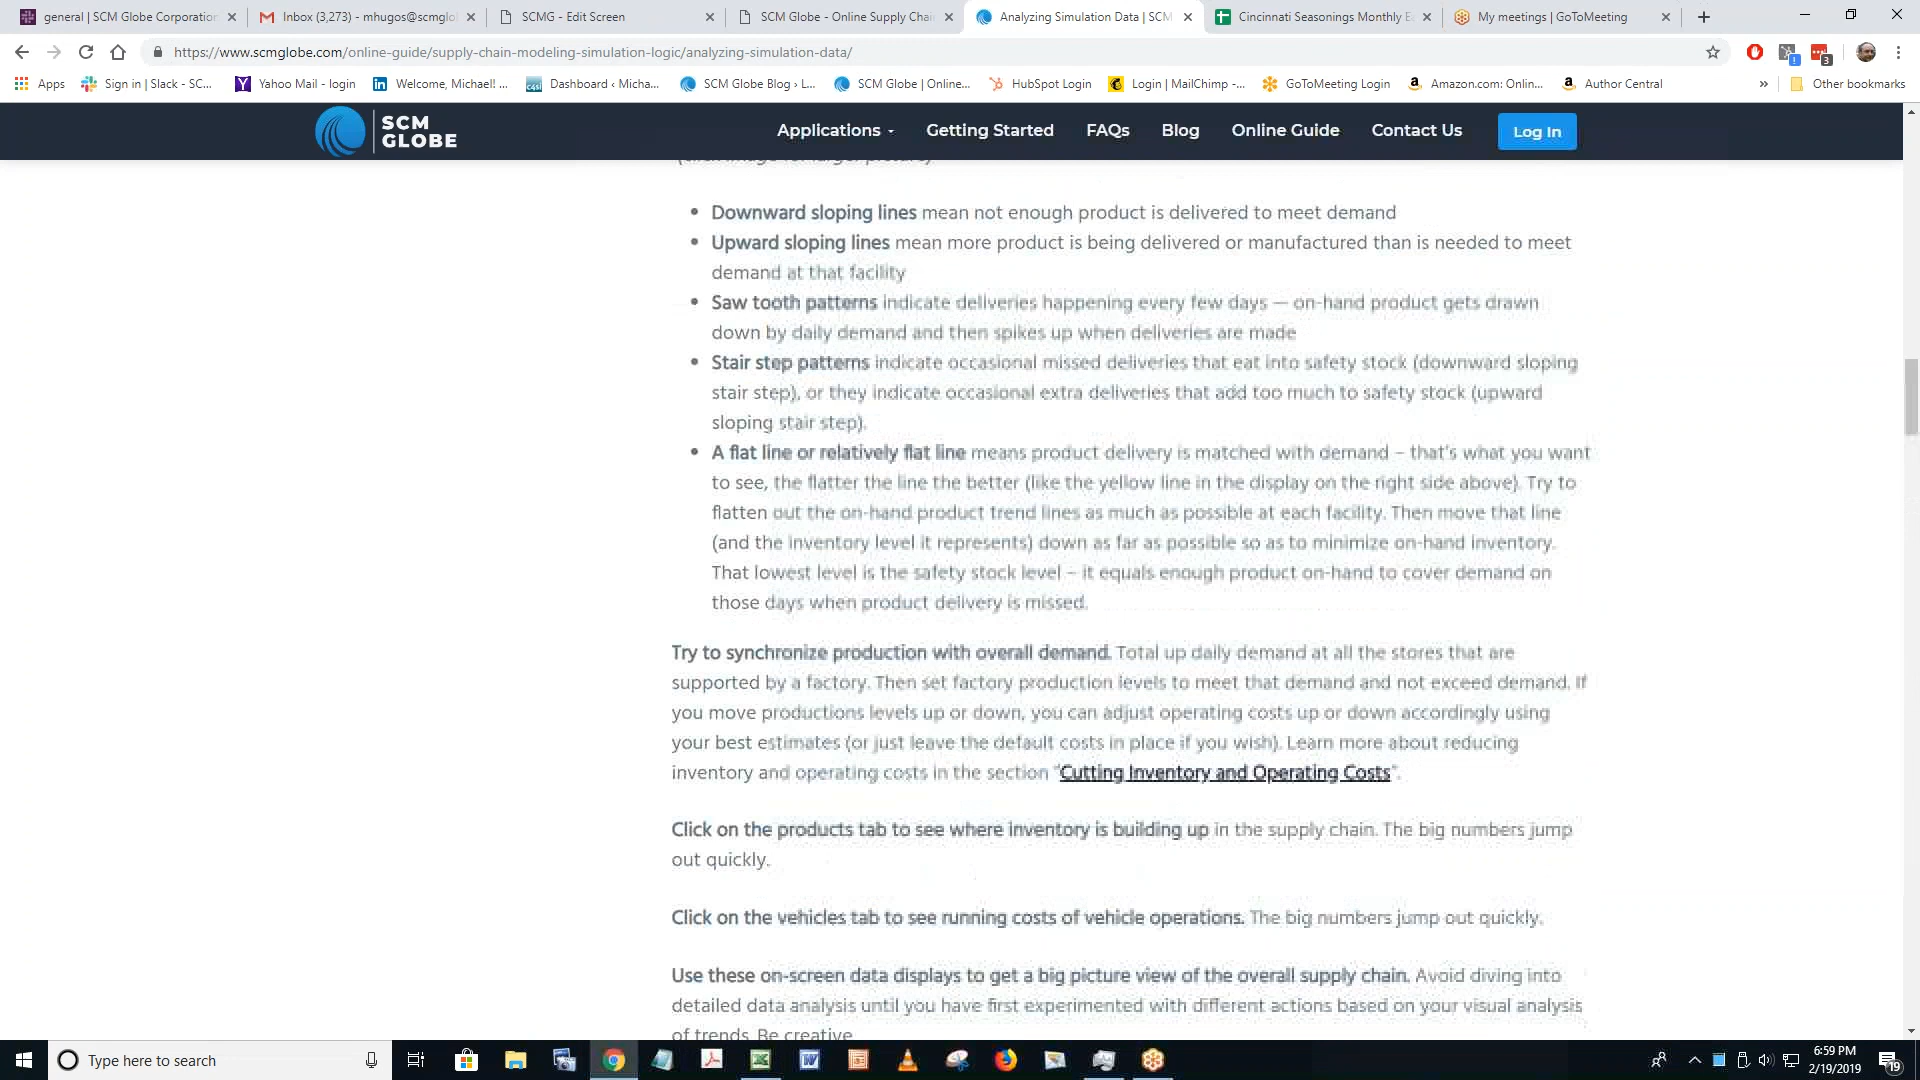 general | SCM Globe Corporation
Inbox (3,273) - mhugos@scmglo
SCMG - Edit Screen
SCM Globe - Online Supply Chai
Analyzing Simulation Data | SCM
Cincinnati Seasonings Monthly E
My meetings | GoToMeeting
https://www.scmglobe.com/online-guide/supply-chain-modeling-simulation-logic/analyzing-simulation-data/
Apps
Sign in | Slack - SC...
Yahoo Mail - login
Welcome, Michael! ...
Dashboard ‹ Micha...
SCM Globe Blog › L...
SCM Globe | Online...
HubSpot Login
Login | MailChimp -...
GoToMeeting Login
Amazon.com: Onlin...
Author Central
»
Other bookmarks
SCM
GLOBE
Applications
Getting Started
FAQs
Blog
Online Guide
Contact Us
Log In
• Downward sloping lines mean not enough product is delivered to meet demand
• Upward sloping lines mean more product is being delivered or manufactured than is needed to meet
demand at that facility
• Saw tooth patterns indicate deliveries happening every few days — on-hand product gets drawn
down by daily demand and then spikes up when deliveries are made
• Stair step patterns indicate occasional missed deliveries that eat into safety stock (downward sloping
stair step), or they indicate occasional extra deliveries that add too much to safety stock (upward
sloping stair step).
• A flat line or relatively flat line means product delivery is matched with demand – that's what you want
to see, the flatter the line the better (like the yellow line in the display on the right side above). Try to
flatten out the on-hand product trend lines as much as possible at each facility. Then move that line
(and the inventory level it represents) down as far as possible so as to minimize on-hand inventory.
That lowest level is the safety stock level – it equals enough product on-hand to cover demand on
those days when product delivery is missed.
Try to synchronize production with overall demand. Total up daily demand at all the stores that are
supported by a factory. Then set factory production levels to meet that demand and not exceed demand. If
you move productions levels up or down, you can adjust operating costs up or down accordingly using
your best estimates (or just leave the default costs in place if you wish). Learn more about reducing
inventory and operating costs in the section "Cutting Inventory and Operating Costs".
Click on the products tab to see where inventory is building up in the supply chain. The big numbers jump
out quickly.
Click on the vehicles tab to see running costs of vehicle operations. The big numbers jump out quickly.
Use these on-screen data displays to get a big picture view of the overall supply chain. Avoid diving into
detailed data analysis until you have first experimented with different actions based on your visual analysis
of trends. Be creative
Type here to search
6:59 PM
2/19/2019
19